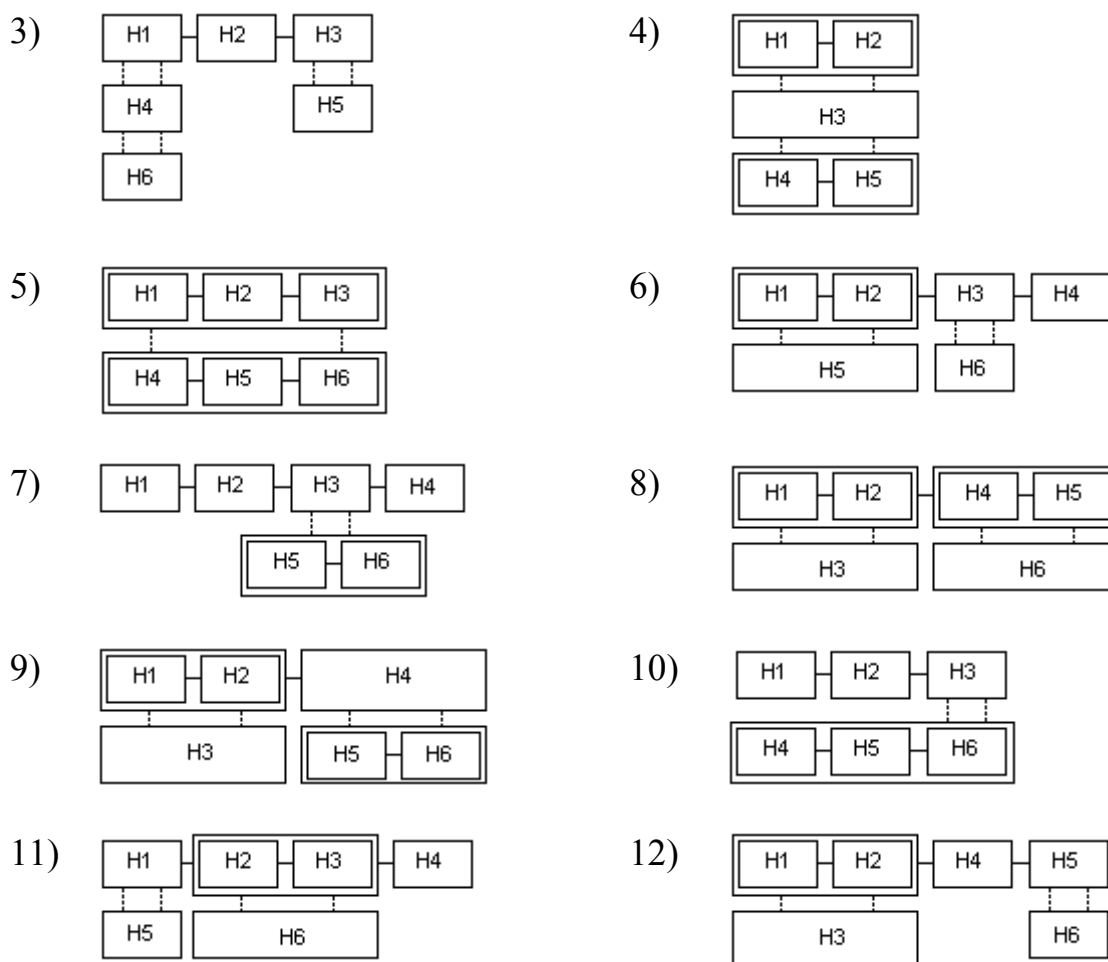 3) H1 H2 H3
H4 H5
H6
4) H1 H2
H3
H4 H5
5) H1 H2 H3
H4 H5 H6
6) H1 H2 H3 H4
H5 H6
7) H1 H2 H3 H4
H5 H6
8) H1 H2 H4 H5
H3 H6
9) H1 H2 H4
H3 H5 H6
10) H1 H2 H3
H4 H5 H6
11) H1 H2 H3 H4
H5 H6
12) H1 H2 H4 H5
H3 H6